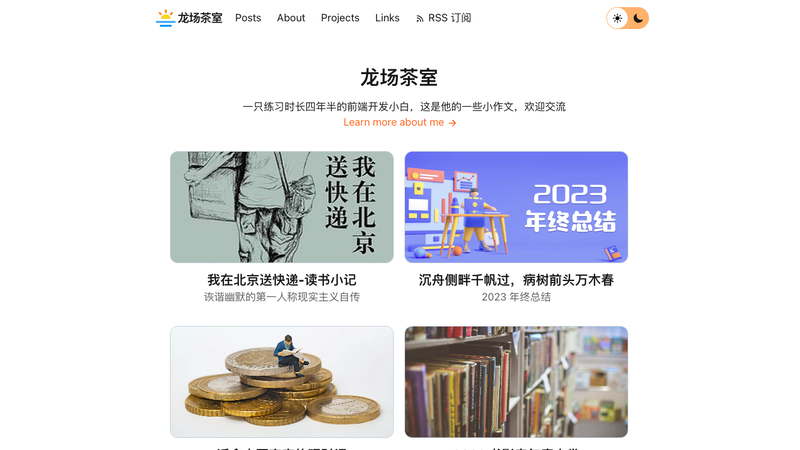 龙场茶室
Posts
About
Projects
Links
RSS 订阅
龙场茶室
一只练习时长四年半的前端开发小白，这是他的一些小作文，欢迎交流
Learn more about me →
我在北京
送快递
2023
年终总结
我在北京送快递-读书小记
诙谐幽默的第一人称现实主义自传
沉舟侧畔千帆过，病树前头万木春
2023 年终总结